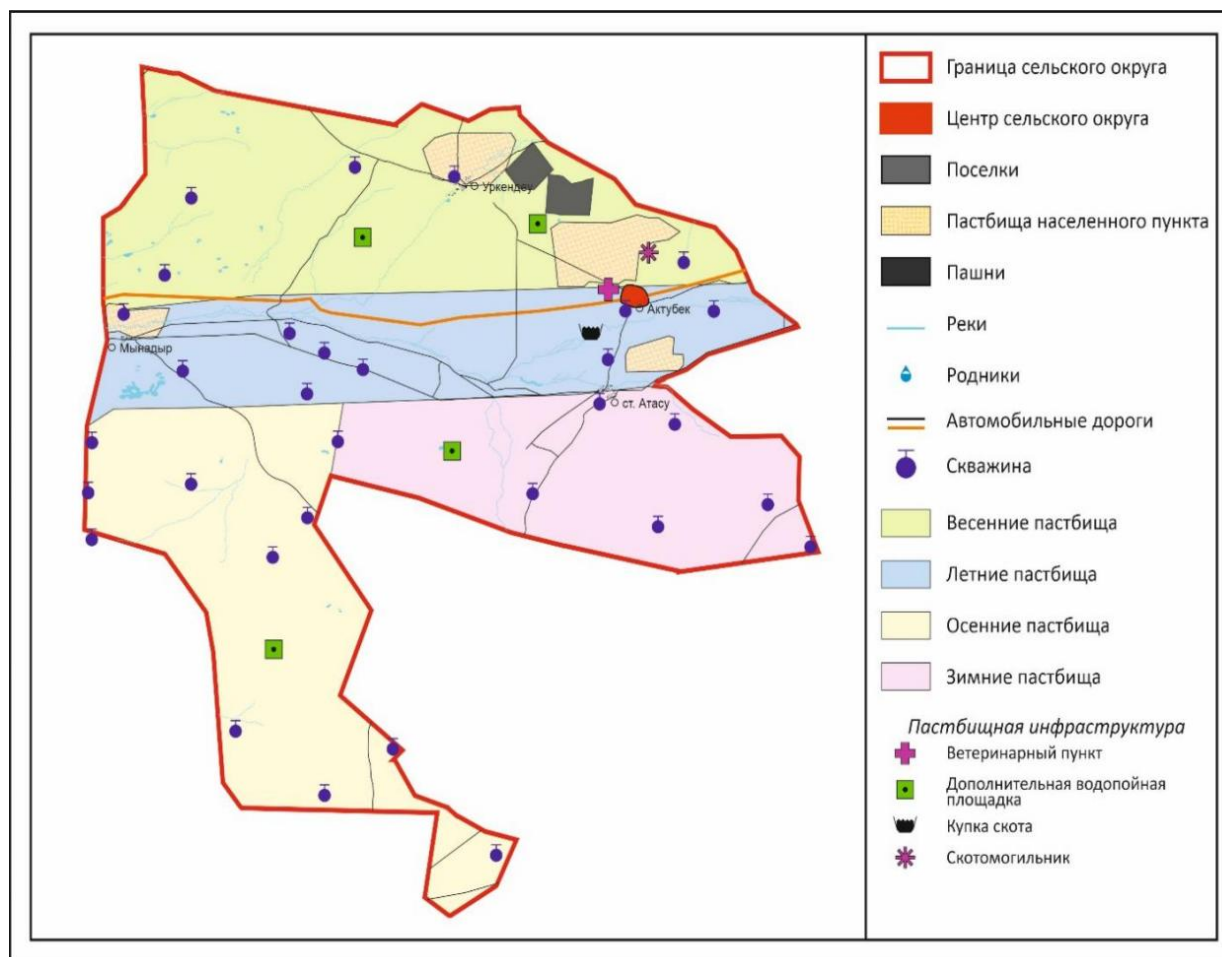 Уркендеу
Актубек
Мынадыр
ст. Атасу
Граница сельского округа
Центр сельского округа
Поселки
Пастбища населенного пункта
Пашни
Реки
Родники
Автомобильные дороги
Скважина
Весенние пастбища
Летние пастбища
Осенние пастбища
Зимние пастбища
Пастбищная инфраструктура
Ветеринарный пункт
Дополнительная водопойная
площадка
Купка скота
Скотомогильник